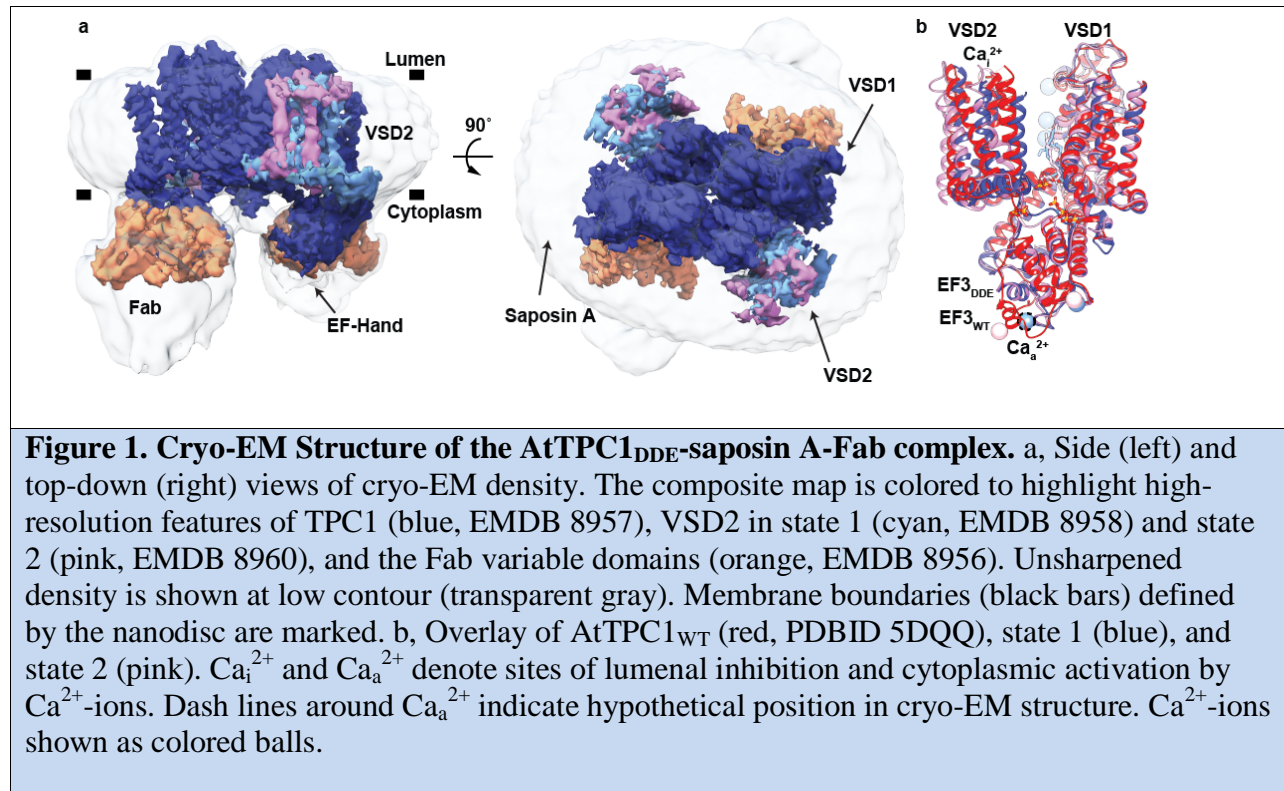 a
Lumen
VSD2
Cytoplasm
Fab
EF-Hand
90°
VSD1
Saposin A
VSD2
b
VSD2
VSD1
Ca i 2+
EF3DDE
EF3WT
Ca a 2+
Figure 1. Cryo-EM Structure of the AtTPC1DDE-saposin A-Fab complex. a, Side (left) and
top-down (right) views of cryo-EM density. The composite map is colored to highlight high-
resolution features of TPC1 (blue, EMDB 8957), VSD2 in state 1 (cyan, EMDB 8958) and state
2 (pink, EMDB 8960), and the Fab variable domains (orange, EMDB 8956). Unsharpened
density is shown at low contour (transparent gray). Membrane boundaries (black bars) defined
by the nanodisc are marked. b, Overlay of AtTPC1WT (red, PDBID 5DQQ), state 1 (blue), and
state 2 (pink). Cai2+ and Caa2+ denote sites of lumenal inhibition and cytoplasmic activation by
Ca2+-ions. Dash lines around Caa2+ indicate hypothetical position in cryo-EM structure. Ca2+-ions
shown as colored balls.